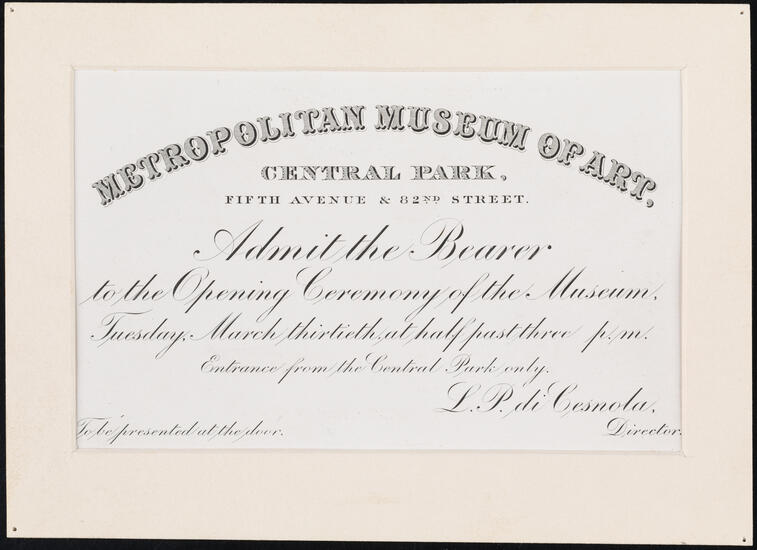 METROPOLITAN MUSEUM OF ART,
CENTRAL PARK,
FIFTH AVENUE & 82ND STREET.
Admit the Bearer
to the Opening Ceremony of the Museum,
Tuesday, March thirtieth, at half past three p.m.
Entrance from the Central Park only.
L. P. di Cesnola,
Director.
To be presented at the door.